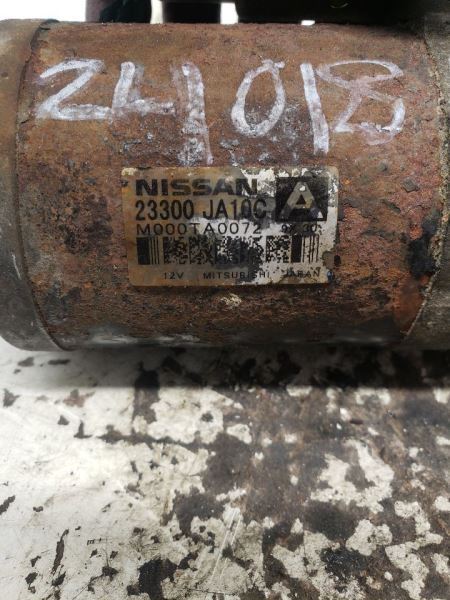 24018
NISSAN
23300 JA10C A
M000TA0072
12V MITSUBISHI JAPAN